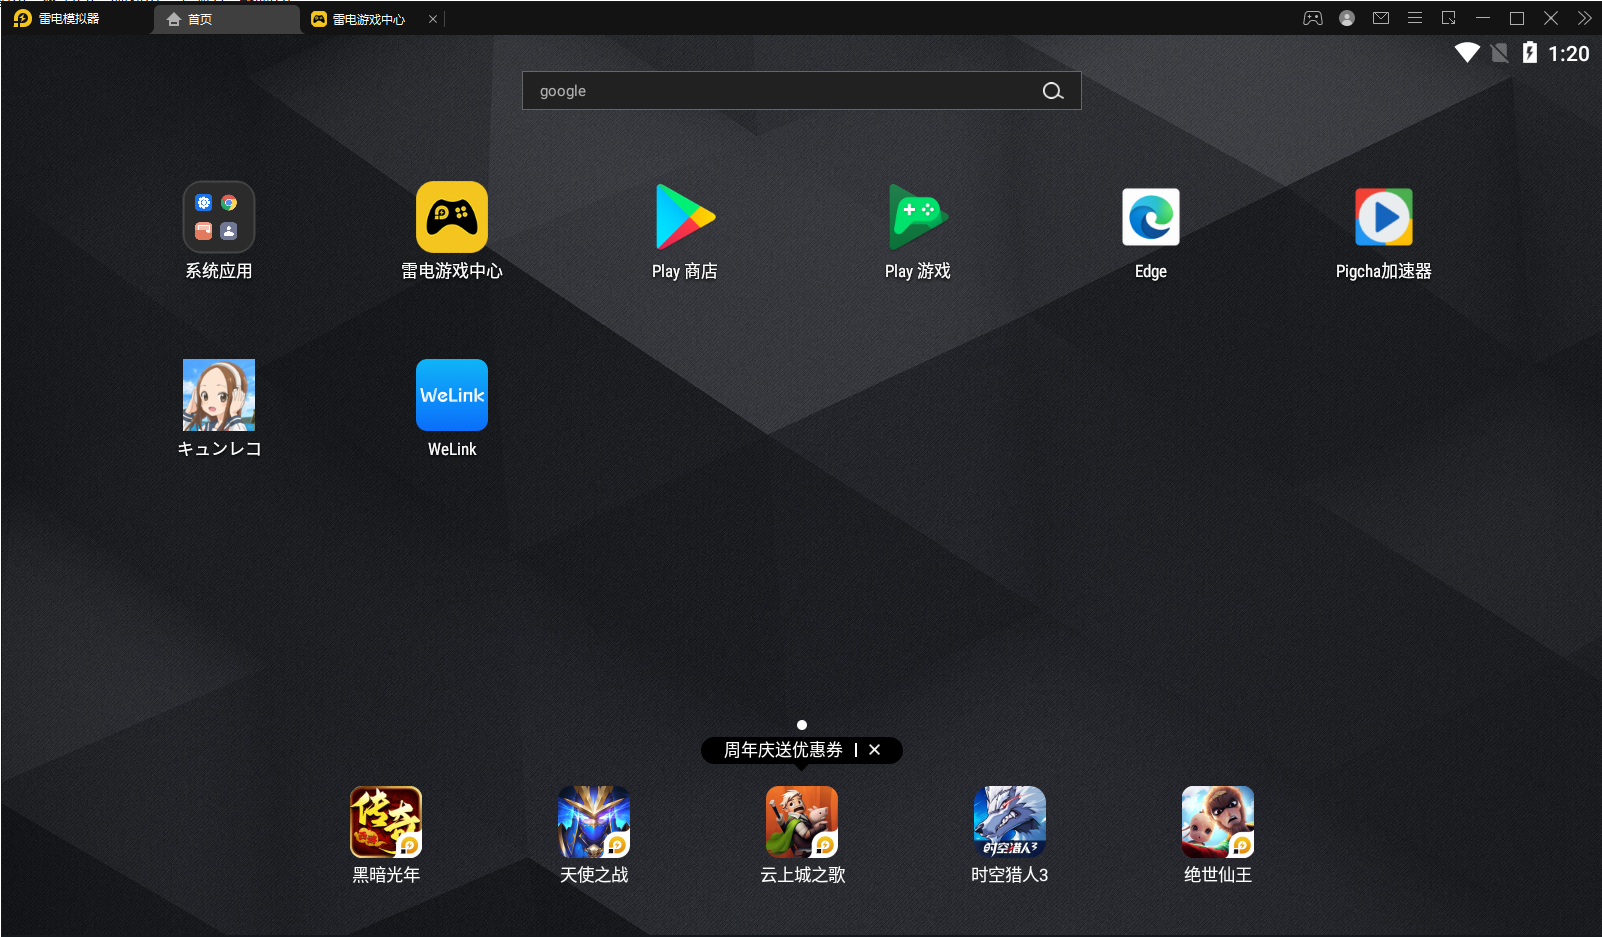 雷电模拟器
首页
雷电游戏中心
1:20
google
系统应用
雷电游戏中心
Play 商店
Play 游戏
Edge
Pigcha加速器
WeLink
キュンレコ
WeLink
周年庆送优惠券
传奇
时空猎人3
黑暗光年
天使之战
云上城之歌
时空猎人3
绝世仙王